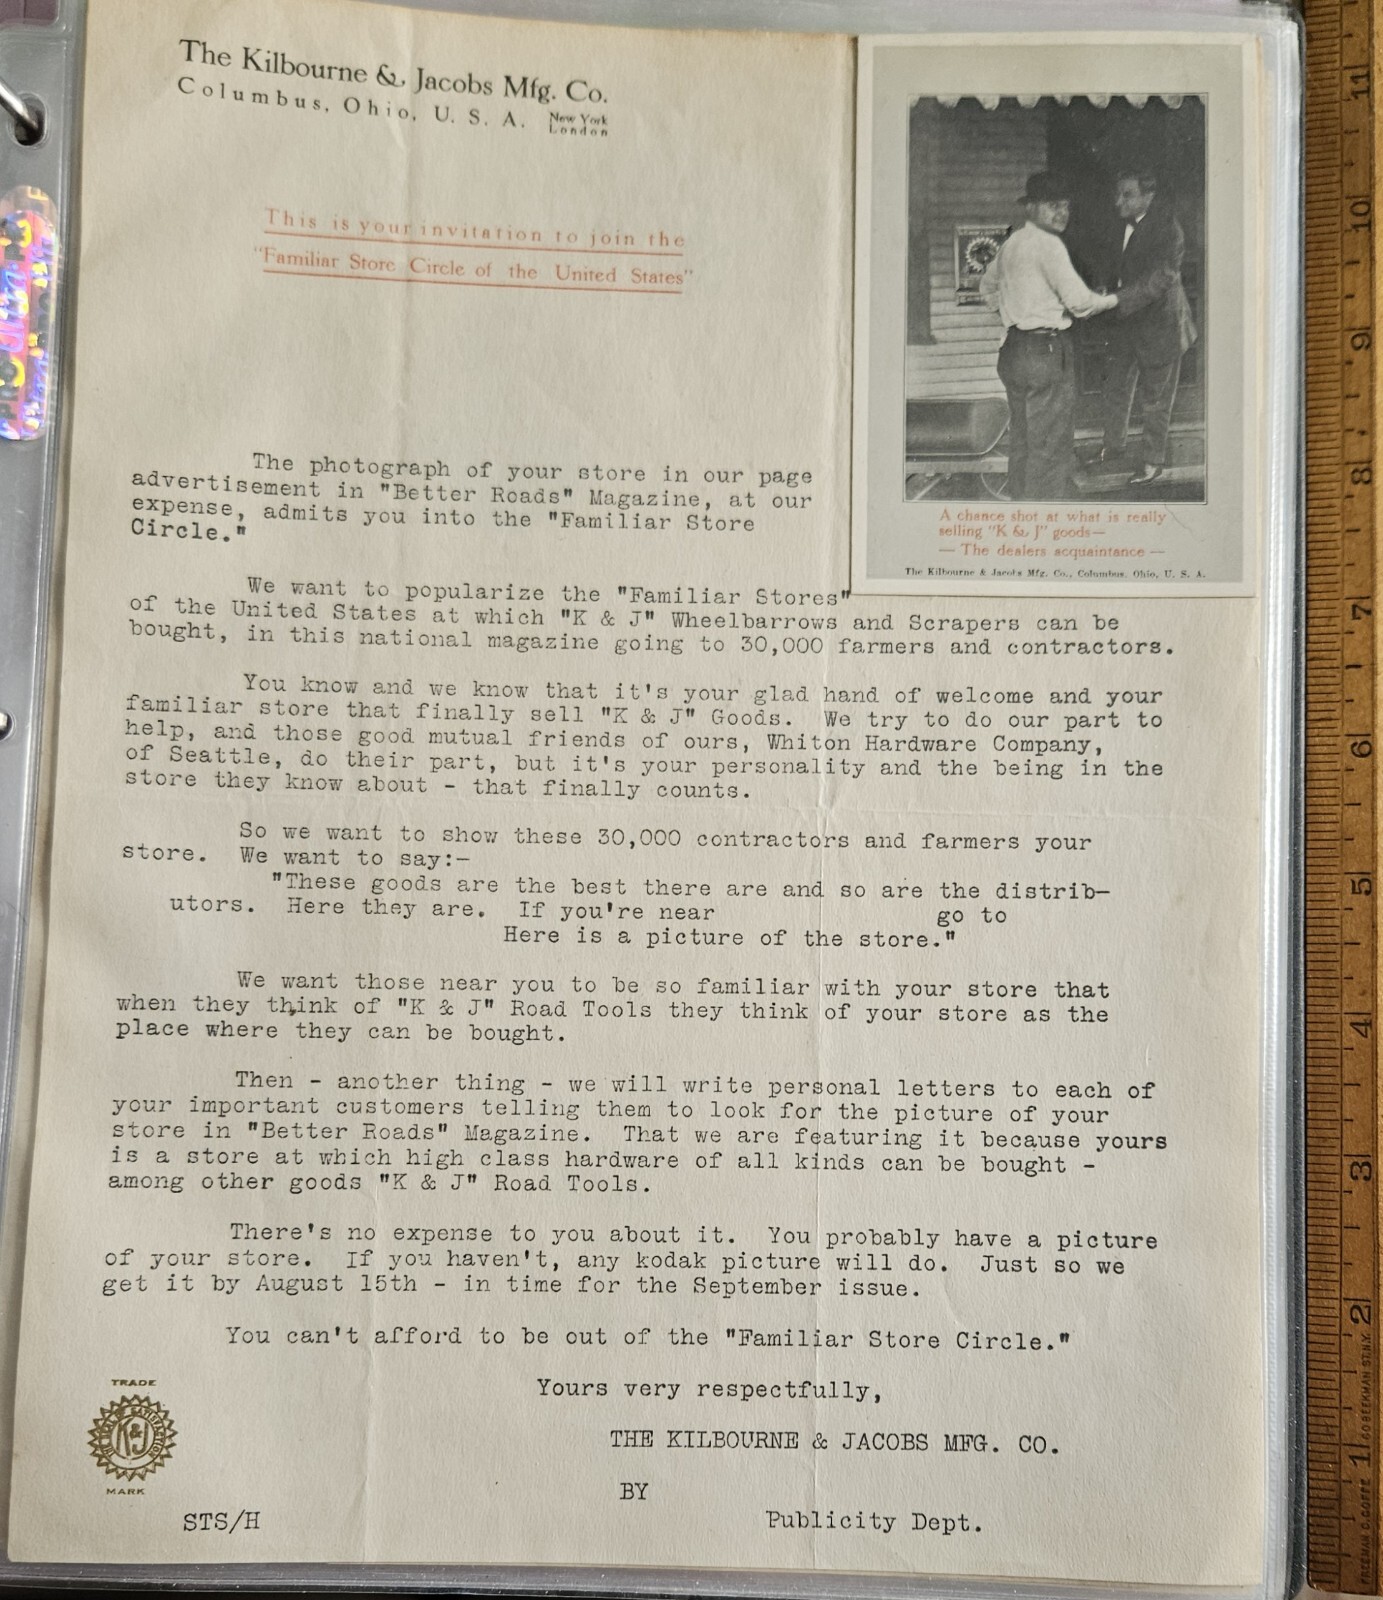 The Kilbourne & Jacobs Mfg. Co.
Columbus, Ohio, U. S. A. New York
London
This is your invitation to join the
"Familiar Store Circle of the United States"
A chance shot at what is really
selling "K & J" goods—
— The dealers acquaintance —
The Kilbourne & Jacobs Mfg. Co., Columbus, Ohio, U. S. A.
The photograph of your store in our page
advertisement in "Better Roads" Magazine, at our
expense, admits you into the "Familiar Store
Circle."
We want to popularize the "Familiar Stores"
of the United States at which "K & J" Wheelbarrows and Scrapers can be
bought, in this national magazine going to 30,000 farmers and contractors.
You know and we know that it's your glad hand of welcome and your
familiar store that finally sell "K & J" Goods. We try to do our part to
help, and those good mutual friends of ours, Whiton Hardware Company,
of Seattle, do their part, but it's your personality and the being in the
store they know about - that finally counts.
So we want to show these 30,000 contractors and farmers your
store. We want to say:-
"These goods are the best there are and so are the distrib-
utors. Here they are. If you're near go to
Here is a picture of the store."
We want those near you to be so familiar with your store that
when they think of "K & J" Road Tools they think of your store as the
place where they can be bought.
Then - another thing - we will write personal letters to each of
your important customers telling them to look for the picture of your
store in "Better Roads" Magazine. That we are featuring it because yours
is a store at which high class hardware of all kinds can be bought -
among other goods "K & J" Road Tools.
There's no expense to you about it. You probably have a picture
of your store. If you haven't, any kodak picture will do. Just so we
get it by August 15th - in time for the September issue.
You can't afford to be out of the "Familiar Store Circle."
Yours very respectfully,
THE KILBOURNE & JACOBS MFG. CO.
BY
Publicity Dept.
TRADE
K&J
MARK
STS/H
11
10
9
8
7
6
5
4
3
2
1